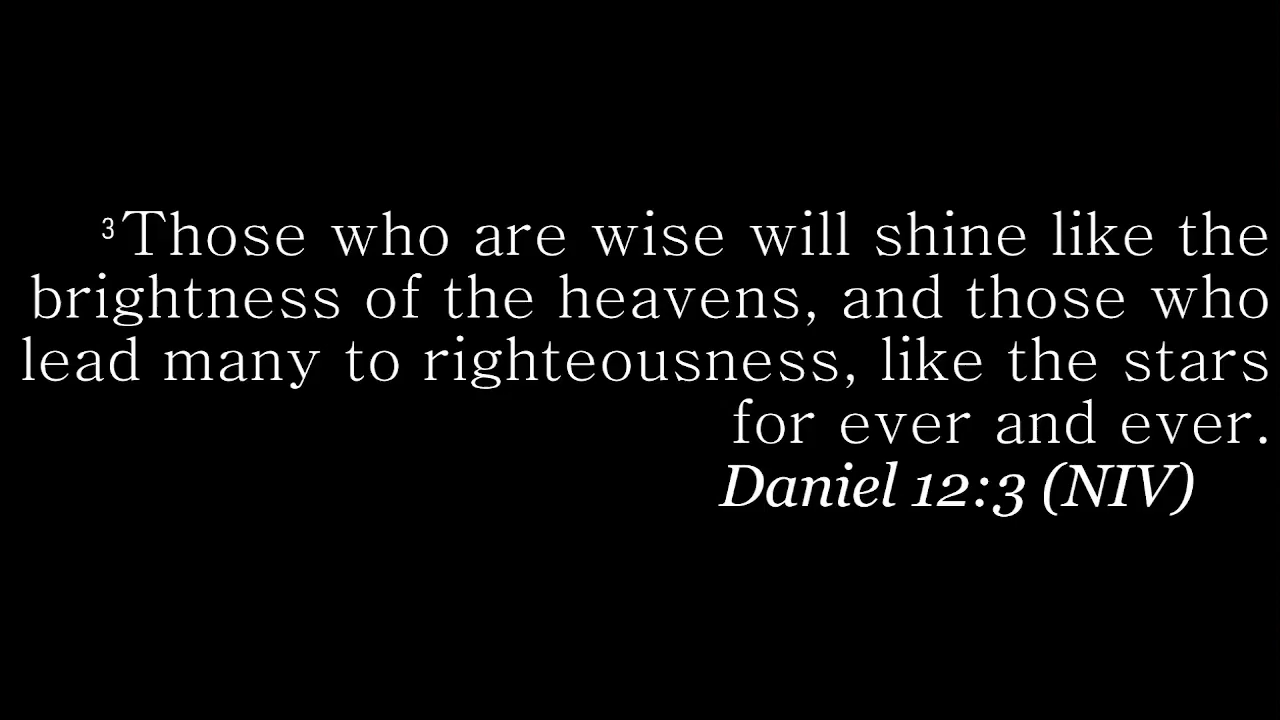 ³Those who are wise will shine like the
brightness of the heavens, and those who
lead many to righteousness, like the stars
for ever and ever.
Daniel 12:3 (NIV)